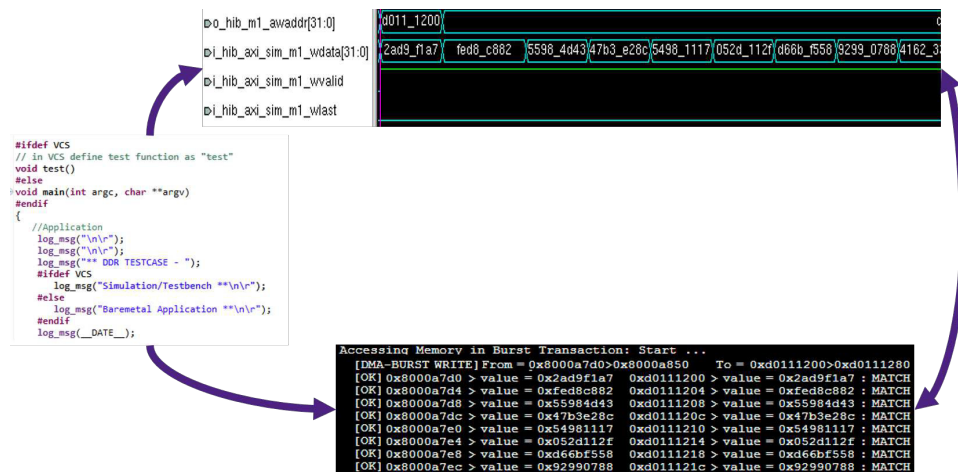 o_hib_m1_awaddr[31:0] d011_1200
i_hib_axi_sim_m1_wdata[31:0] 2ad9_f1a7 fed8_c882 5598_4d43 47b3_e28c 5498_1117 052d_112f d66b_f558 9299_0788 4162_33
i_hib_axi_sim_m1_wvalid
i_hib_axi_sim_m1_wlast
#ifdef VCS
// in VCS define test function as "test"
void test()
#else
void main(int argc, char **argv)
#endif
{
//Application
log_msg("\n\r");
log_msg("\n\r");
log_msg("** DDR TESTCASE - ");
#ifdef VCS
log_msg("Simulation/Testbench **\n\r");
#else
log_msg("Baremetal Application **\n\r");
#endif
log_msg(__DATE__);
Accessing Memory in Burst Transaction: Start ...
[DMA-BURST WRITE] From = 0x8000a7d0>0x8000a850 To = 0xd0111200>0xd0111280
[OK] 0x8000a7d0 > value = 0x2ad9f1a7 0xd0111200 > value = 0x2ad9f1a7 : MATCH
[OK] 0x8000a7d4 > value = 0xfed8c882 0xd0111204 > value = 0xfed8c882 : MATCH
[OK] 0x8000a7d8 > value = 0x55984d43 0xd0111208 > value = 0x55984d43 : MATCH
[OK] 0x8000a7dc > value = 0x47b3e28c 0xd011120c > value = 0x47b3e28c : MATCH
[OK] 0x8000a7e0 > value = 0x54981117 0xd0111210 > value = 0x54981117 : MATCH
[OK] 0x8000a7e4 > value = 0x052d112f 0xd0111214 > value = 0x052d112f : MATCH
[OK] 0x8000a7e8 > value = 0xd66bf558 0xd0111218 > value = 0xd66bf558 : MATCH
[OK] 0x8000a7ec > value = 0x92990788 0xd011121c > value = 0x92990788 : MATCH